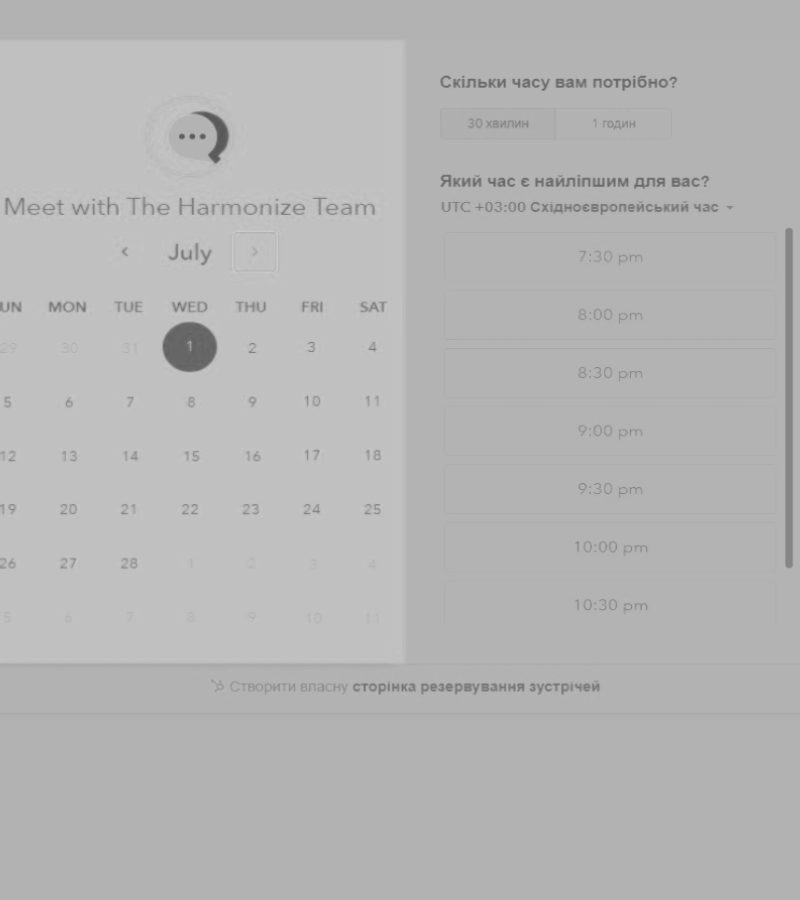 Meet with The Harmonize Team
July
UN MON TUE WED THU FRI SAT
29 30 31 1 2 3 4
5 6 7 8 9 10 11
12 13 14 15 16 17 18
19 20 21 22 23 24 25
26 27 28 1 2 3 4
5 6 7 8 9 10 11
Скільки часу вам потрібно?
30 хвилин 1 годин
Який час є найліпшим для вас?
UTC +03:00 Східноєвропейський час
7:30 pm
8:00 pm
8:30 pm
9:00 pm
9:30 pm
10:00 pm
10:30 pm
Створити власну сторінка резервування зустрічей